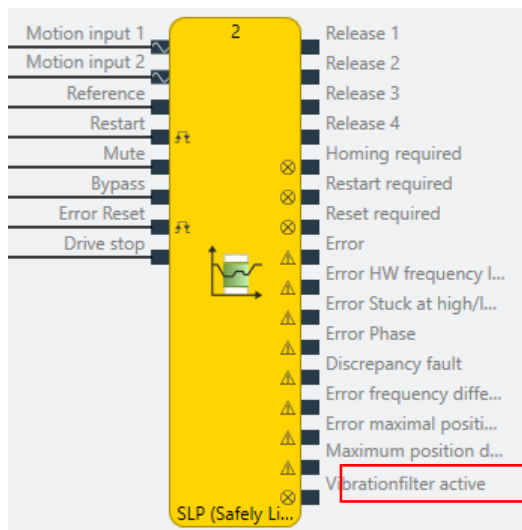 Motion input 1
Motion input 2
Reference
Restart
Mute
Bypass
Error Reset
Drive stop
2
SLP (Safely Li...
Release 1
Release 2
Release 3
Release 4
Homing required
Restart required
Reset required
Error
Error HW frequency l...
Error Stuck at high/l...
Error Phase
Discrepancy fault
Error frequency diffe...
Error maximal positi...
Maximum position d...
Vibrationfilter active